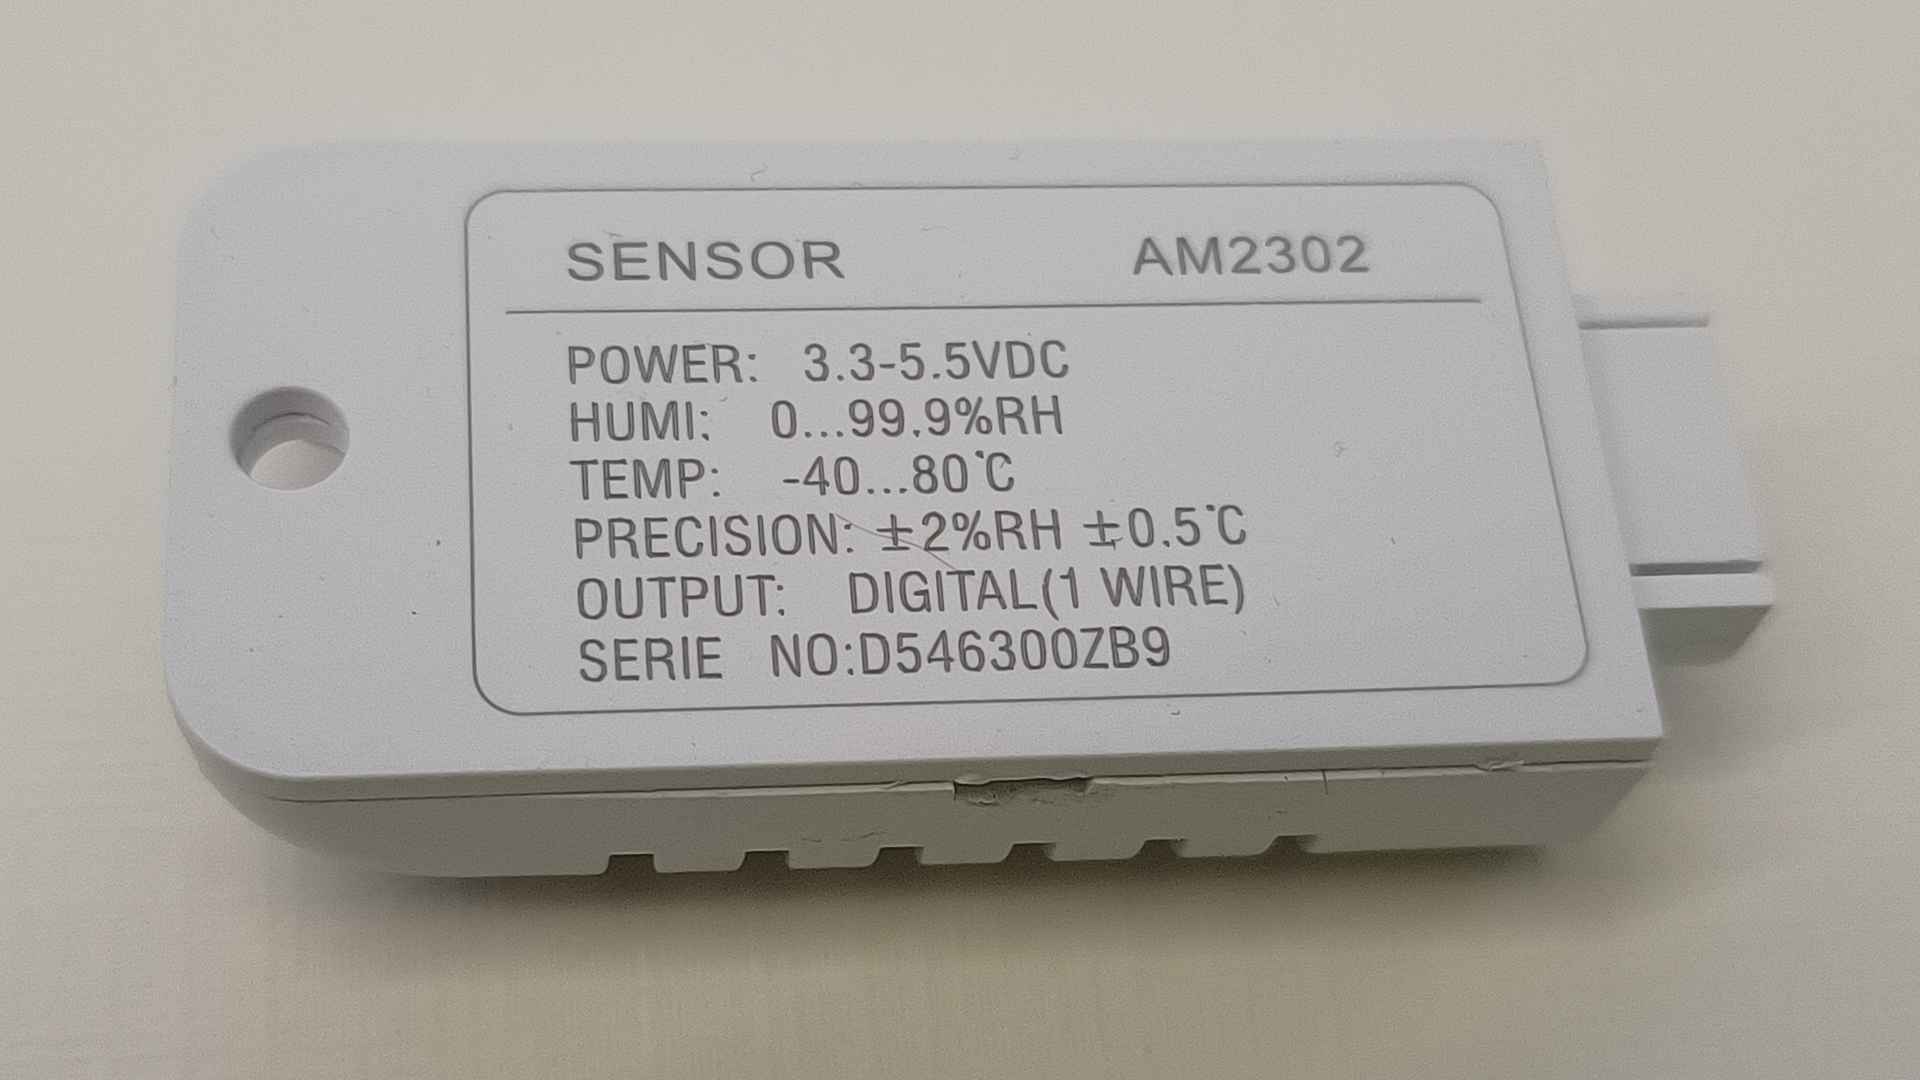 SENSOR AM2302
POWER: 3.3-5.5VDC
HUMI: 0...99.9%RH
TEMP: -40...80℃
PRECISION: ±2%RH ±0.5℃
OUTPUT: DIGITAL(1 WIRE)
SERIE NO:D546300ZB9